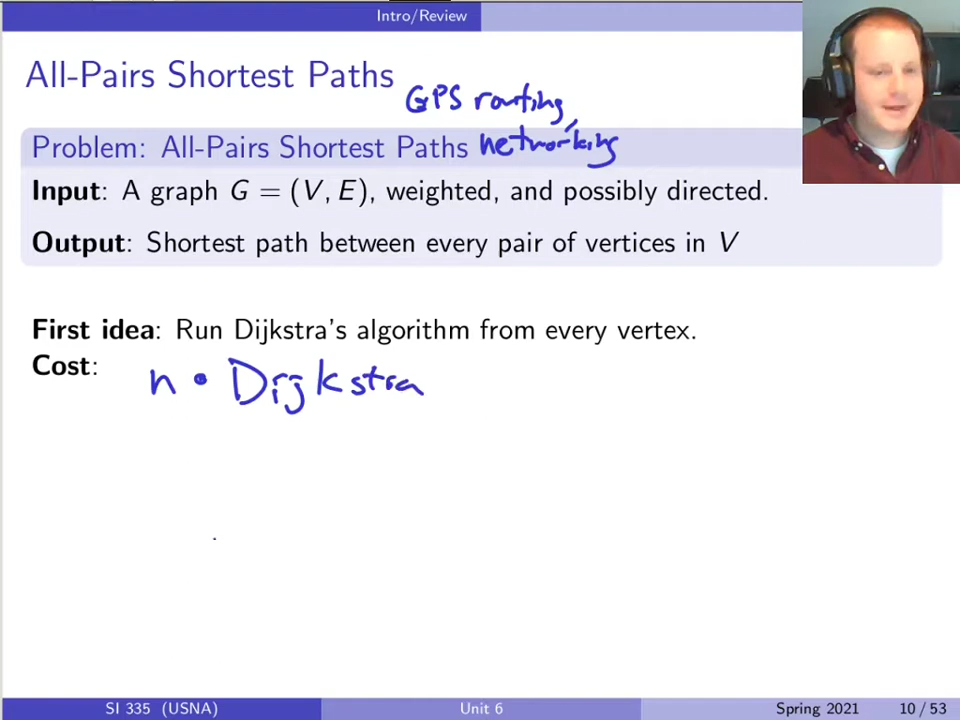 Intro/Review
All-Pairs Shortest Paths
GPS routing,
networking
Problem: All-Pairs Shortest Paths
Input: A graph G = (V, E), weighted, and possibly directed.
Output: Shortest path between every pair of vertices in V
First idea: Run Dijkstra's algorithm from every vertex.
Cost:
n • Dijkstra
SI 335 (USNA)
Unit 6
Spring 2021
10 / 53